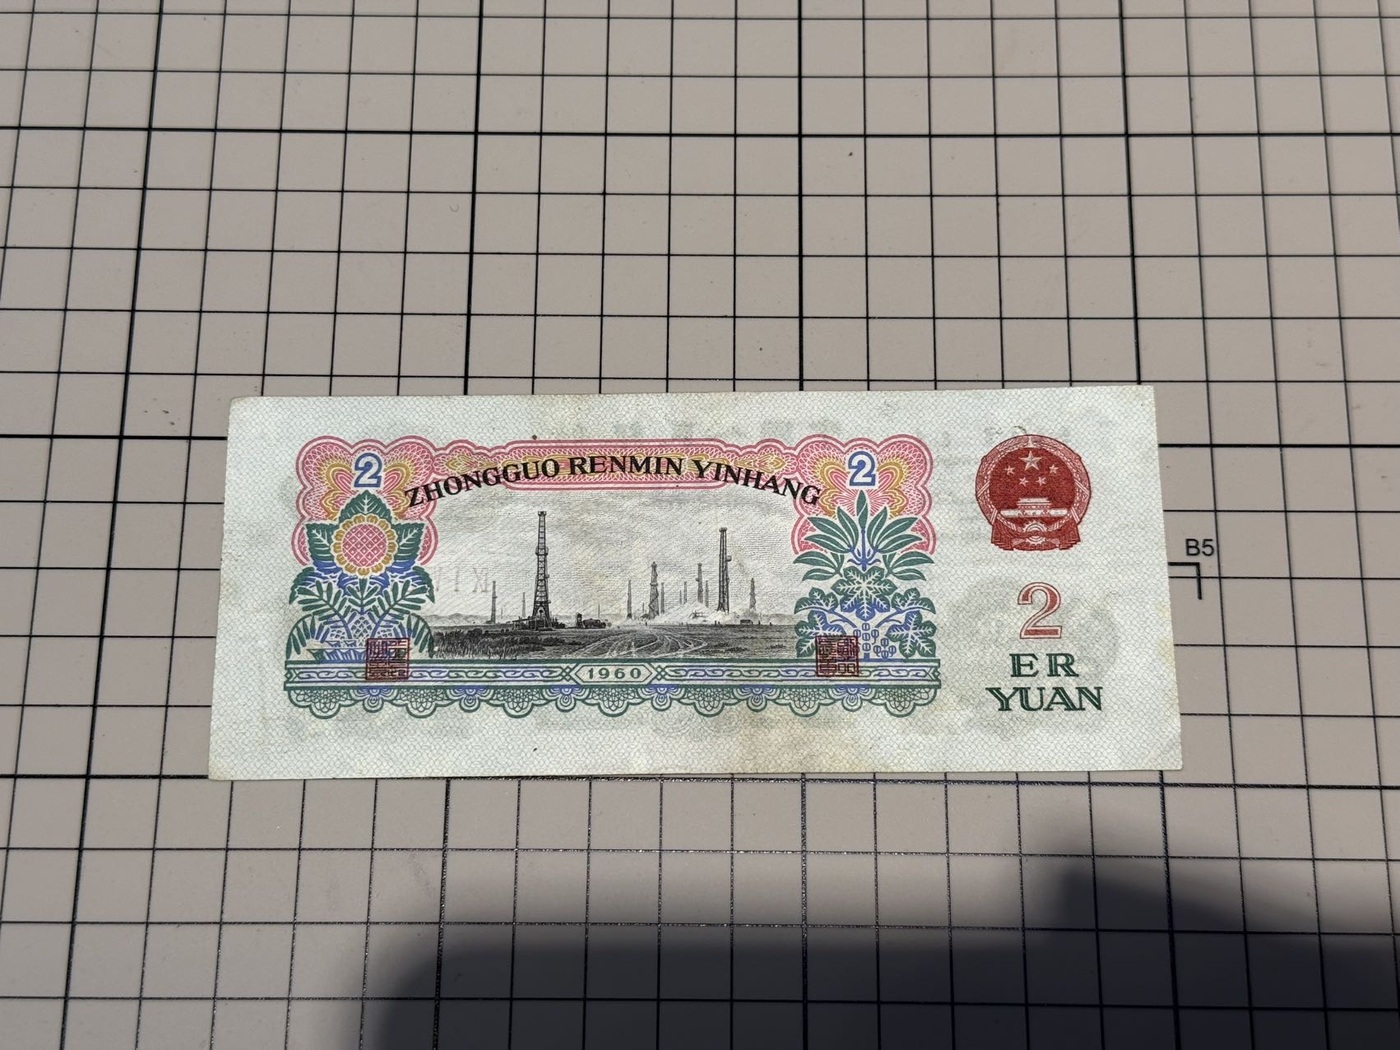 2
2
ZHONGGUO RENMIN YINHANG
1960
2
ER
YUAN
B5